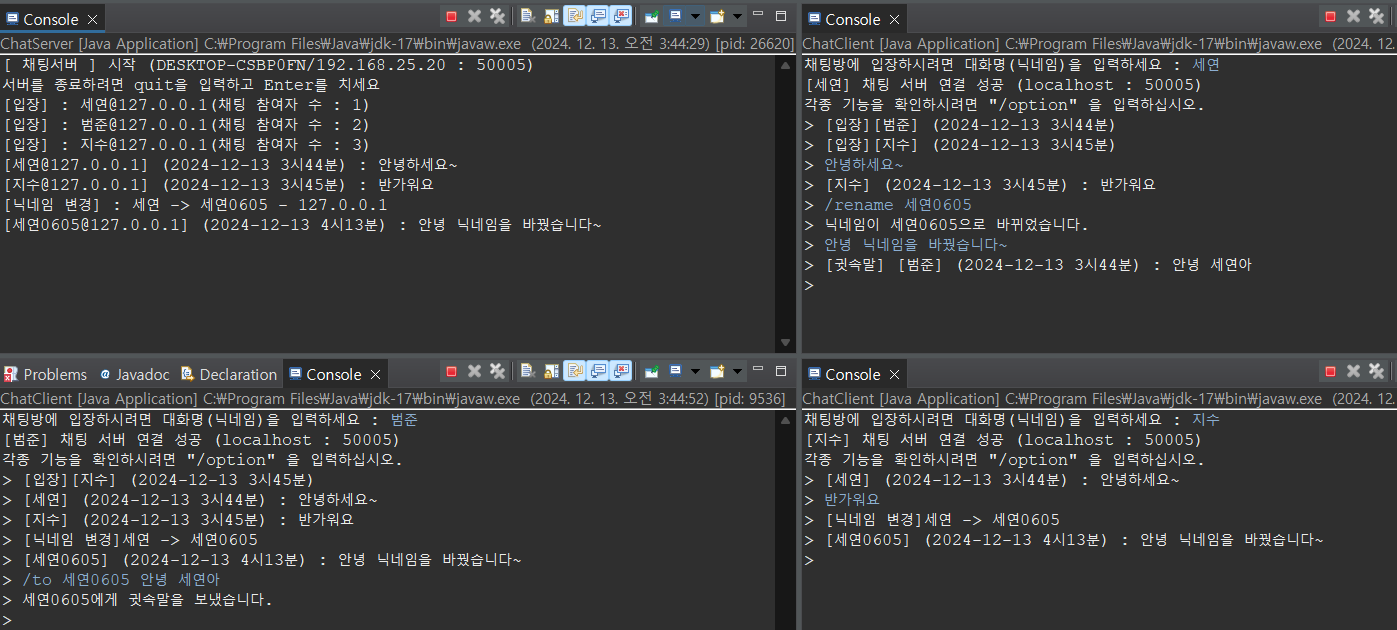 Console
ChatServer [Java Application] C:₩Program Files₩Java₩jdk-17₩bin₩javaw.exe (2024. 12. 13. 오전 3:44:29) [pid: 26620]
[ 채팅서버 ] 시작 (DESKTOP-CSBP0FN/192.168.25.20 : 50005)
서버를 종료하려면 quit을 입력하고 Enter를 치세요
[입장] : 세연@127.0.0.1(채팅 참여자 수 : 1)
[입장] : 범준@127.0.0.1(채팅 참여자 수 : 2)
[입장] : 지수@127.0.0.1(채팅 참여자 수 : 3)
[세연@127.0.0.1] (2024-12-13 3시44분) : 안녕하세요~
[지수@127.0.0.1] (2024-12-13 3시45분) : 반가워요
[닉네임 변경] : 세연 -> 세연0605 - 127.0.0.1
[세연0605@127.0.0.1] (2024-12-13 4시13분) : 안녕 닉네임을 바꿨습니다~
Console
ChatClient [Java Application] C:₩Program Files₩Java₩jdk-17₩bin₩javaw.exe (2024. 12.
채팅방에 입장하시려면 대화명(닉네임)을 입력하세요 : 세연
[세연] 채팅 서버 연결 성공 (localhost : 50005)
각종 기능을 확인하시려면 "/option" 을 입력하십시오.
> [입장][범준] (2024-12-13 3시44분)
> [입장][지수] (2024-12-13 3시45분)
> 안녕하세요~
> [지수] (2024-12-13 3시45분) : 반가워요
> /rename 세연0605
> 닉네임이 세연0605으로 바뀌었습니다.
> 안녕 닉네임을 바꿨습니다~
> [귓속말] [범준] (2024-12-13 3시44분) : 안녕 세연아
>
Problems Javadoc Declaration Console
ChatClient [Java Application] C:₩Program Files₩Java₩jdk-17₩bin₩javaw.exe (2024. 12. 13. 오전 3:44:52) [pid: 9536]
채팅방에 입장하시려면 대화명(닉네임)을 입력하세요 : 범준
[범준] 채팅 서버 연결 성공 (localhost : 50005)
각종 기능을 확인하시려면 "/option" 을 입력하십시오.
> [입장][지수] (2024-12-13 3시45분)
> [세연] (2024-12-13 3시44분) : 안녕하세요~
> [지수] (2024-12-13 3시45분) : 반가워요
> [닉네임 변경]세연 -> 세연0605
> [세연0605] (2024-12-13 4시13분) : 안녕 닉네임을 바꿨습니다~
> /to 세연0605 안녕 세연아
> 세연0605에게 귓속말을 보냈습니다.
>
Console
ChatClient [Java Application] C:₩Program Files₩Java₩jdk-17₩bin₩javaw.exe (2024. 12.
채팅방에 입장하시려면 대화명(닉네임)을 입력하세요 : 지수
[지수] 채팅 서버 연결 성공 (localhost : 50005)
각종 기능을 확인하시려면 "/option" 을 입력하십시오.
> [세연] (2024-12-13 3시44분) : 안녕하세요~
> 반가워요
> [닉네임 변경]세연 -> 세연0605
> [세연0605] (2024-12-13 4시13분) : 안녕 닉네임을 바꿨습니다~
>